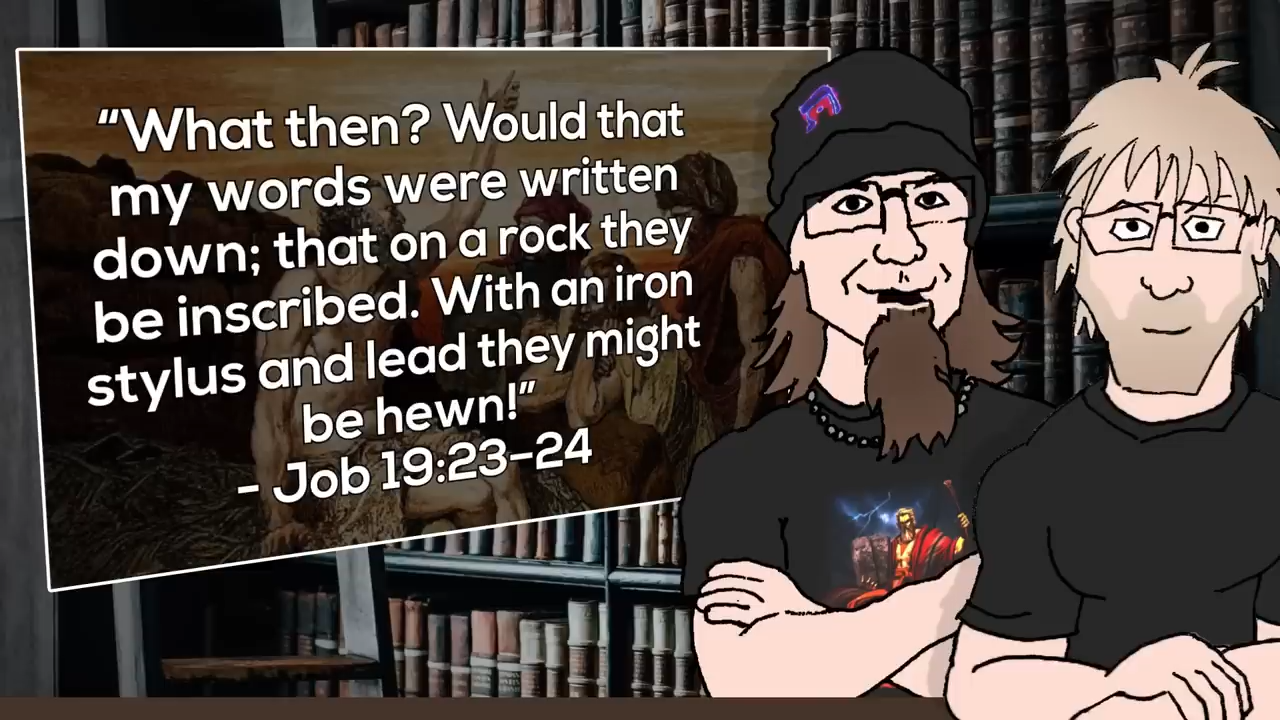 “What then? Would that
my words were written
down; that on a rock they
be inscribed. With an iron
stylus and lead they might
be hewn!”
– Job 19:23–24